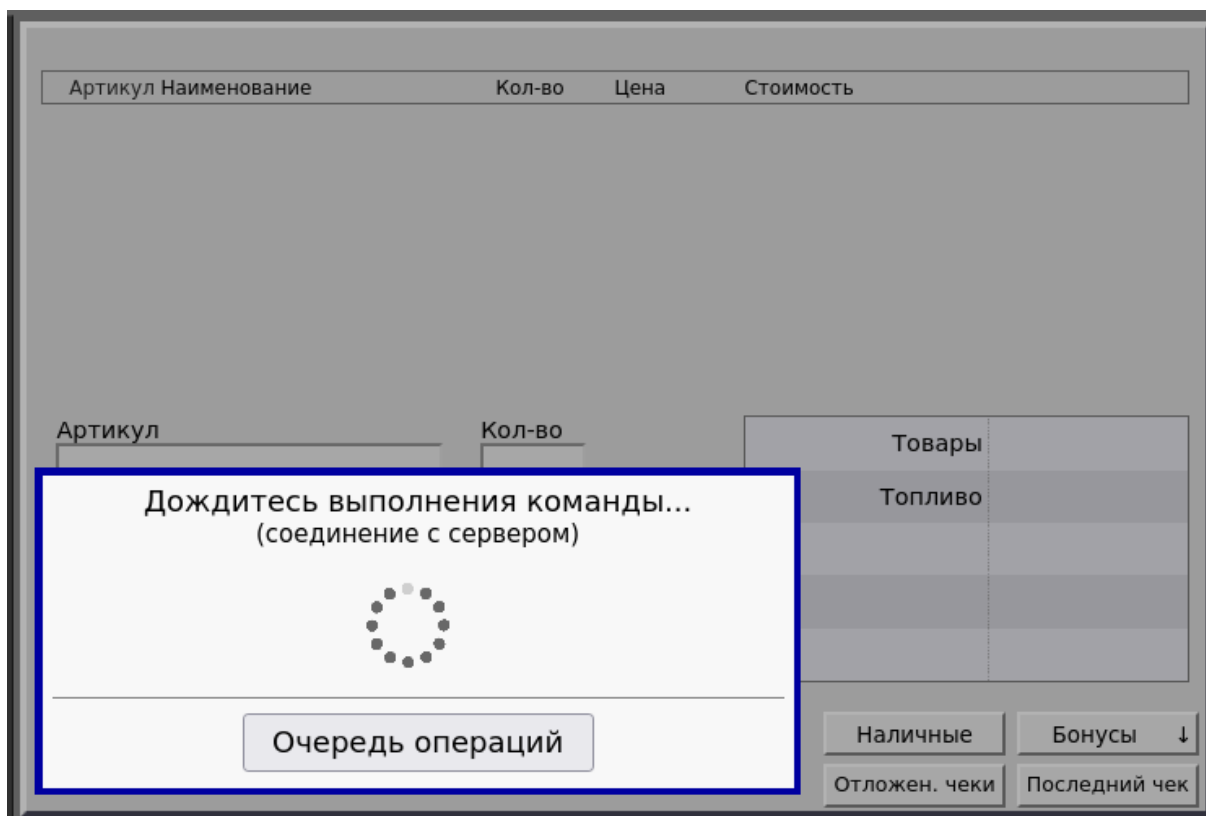 Артикул Наименование Кол-во Цена Стоимость
Артикул Кол-во
Товары
Топливо
Дождитесь выполнения команды...
(соединение с сервером)
Очередь операций
Наличные Бонусы ↓
Отложен. чеки Последний чек